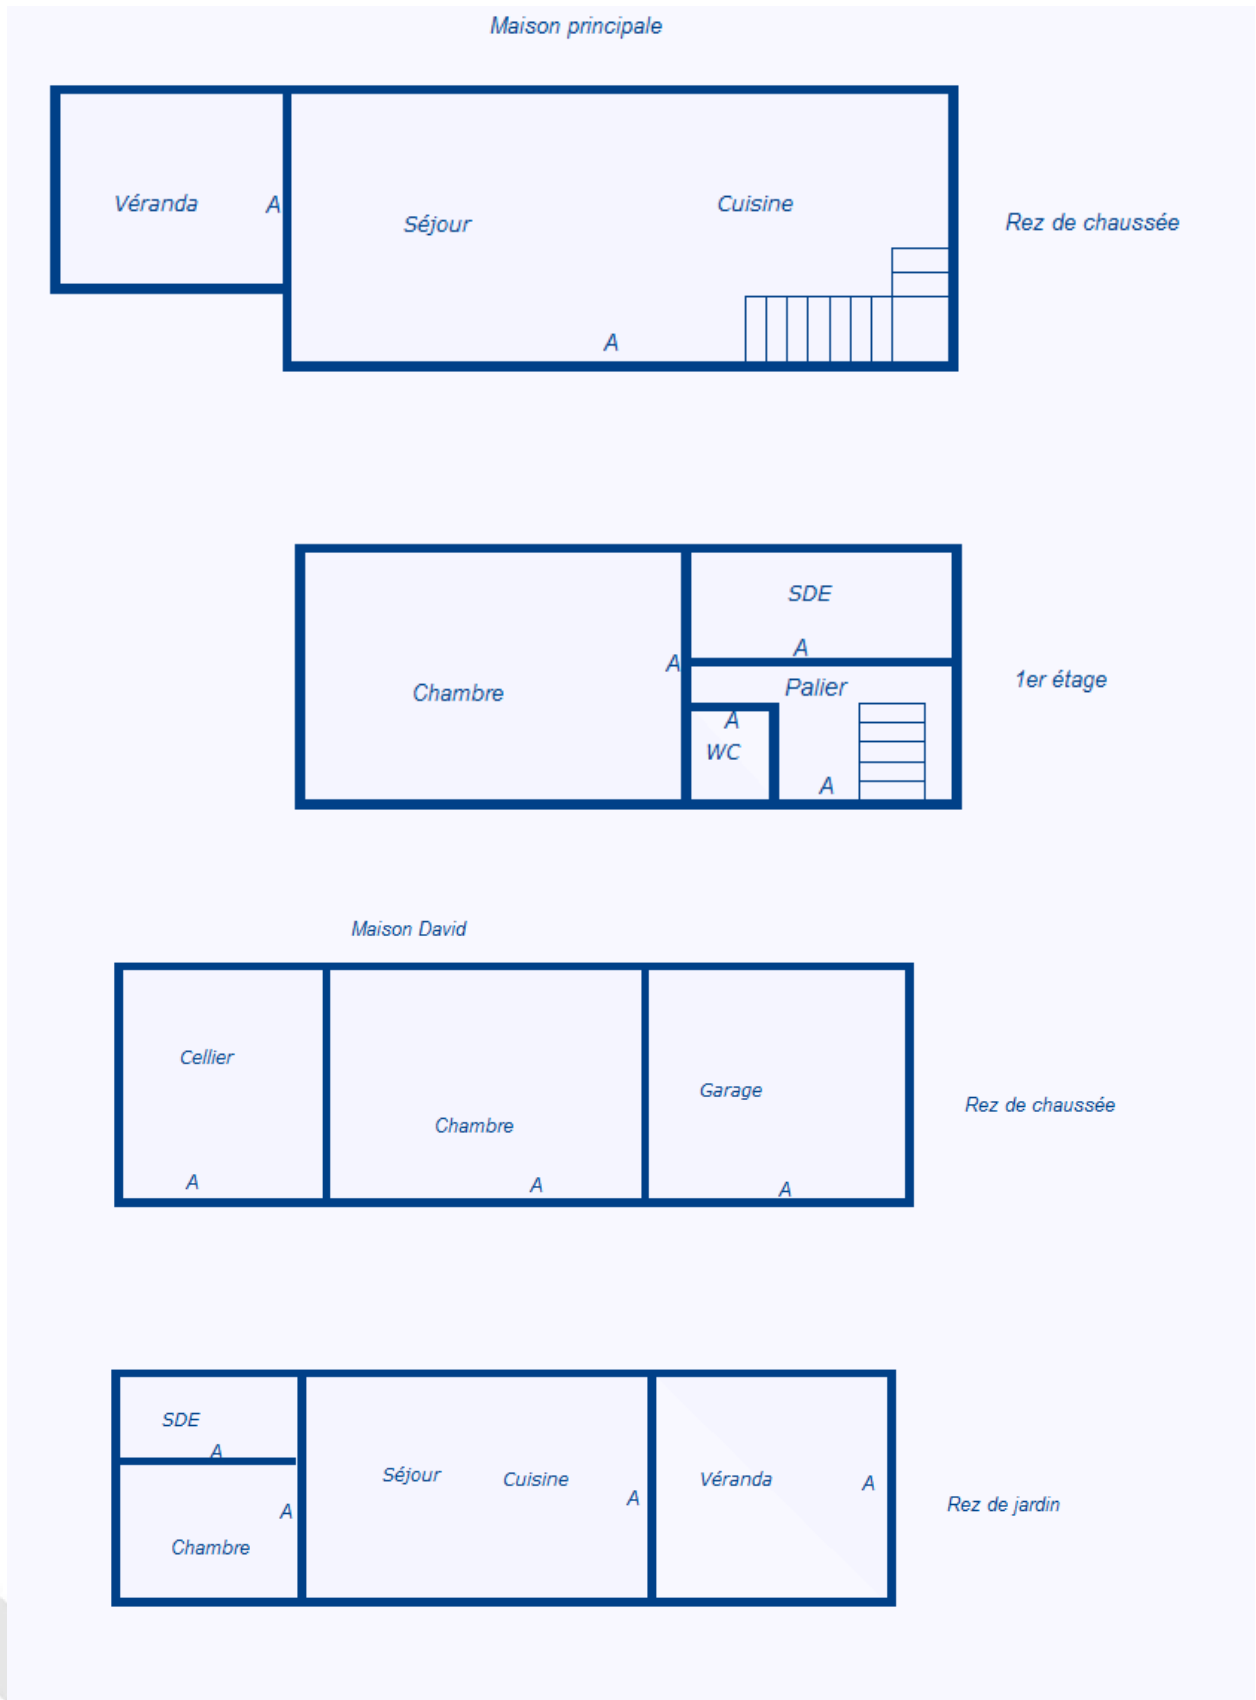 Maison principale
Véranda
A
Séjour
Cuisine
Rez de chaussée
A
SDE
A
A
Chambre
Palier
1er étage
A
WC
A
Maison David
Cellier
Chambre
Garage
Rez de chaussée
A
A
A
SDE
A
Séjour
Cuisine
A
Véranda
A
Rez de jardin
A
Chambre